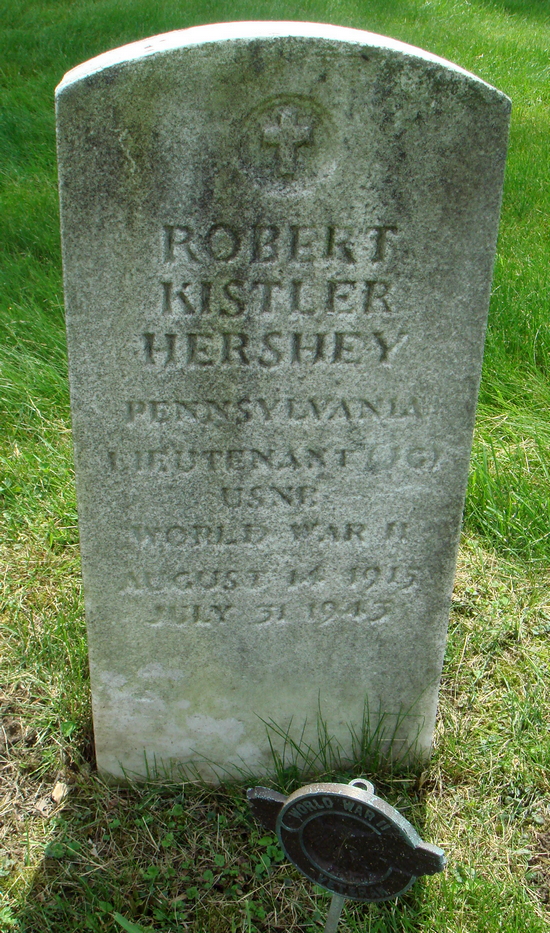 ROBERT
KISTLER
HERSHEY
PENNSYLVANIA
LIEUTENANT (JG)
USNR
WORLD WAR II
AUGUST 14 1915
JULY 31 1945
WORLD WAR II
VETERAN